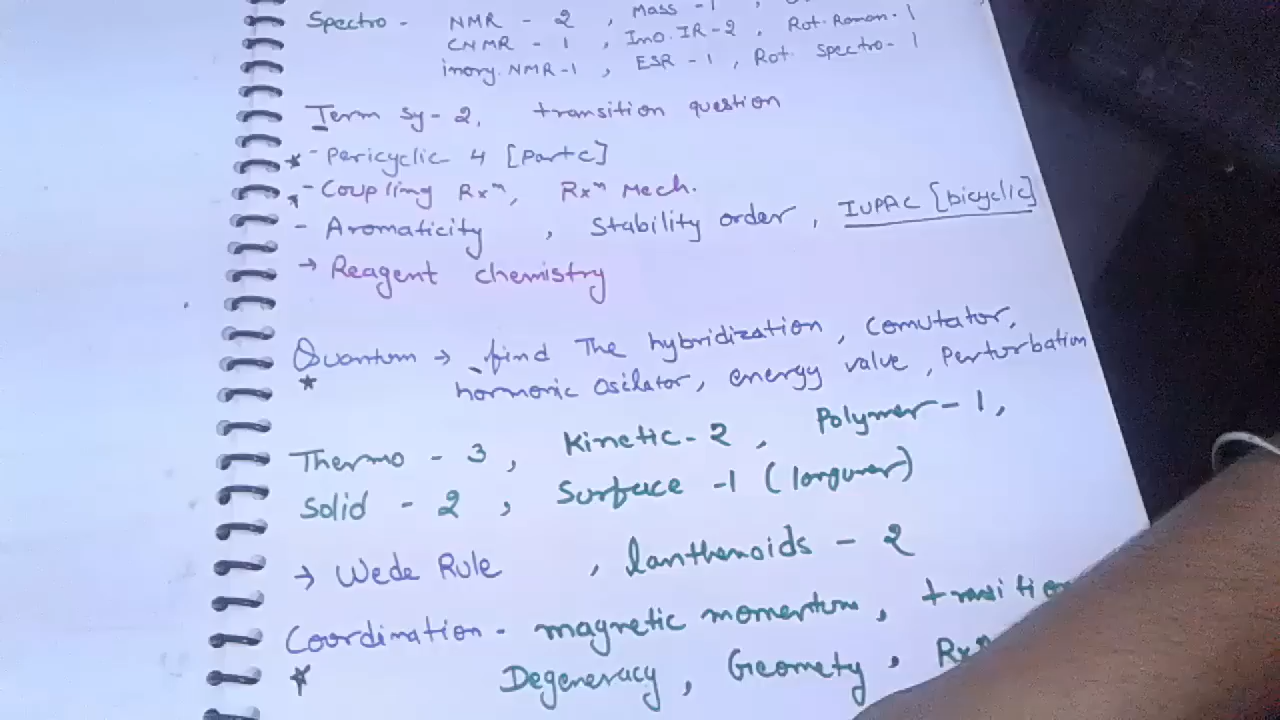 Spectro - NMR - 2 , Mass - 1 ,
CNMR - 1 , Ino. IR - 2 , Rot. Raman. 1
inorg. NMR - 1 , ESR - 1 , Rot. Spectro - 1
Term sy - 2, transition question
* - Pericyclic 4 [Part c]
* - Coupling Rxⁿ, Rxⁿ Mech.
- Aromaticity , Stability order , IUPAC [bicyclic]
→ Reagent chemistry
Quantum → find The hybridization , Comutator,
* hormonic Osilator, energy value , Perturbation
Thermo - 3 , Kinetic - 2 , Polymer - 1,
Solid - 2 , Surface - 1 (langumar)
→ Wede Rule , lanthenoids - 2
Coordination - magnetic momentum, transition
* Degeneracy , Geomety , Rxⁿ